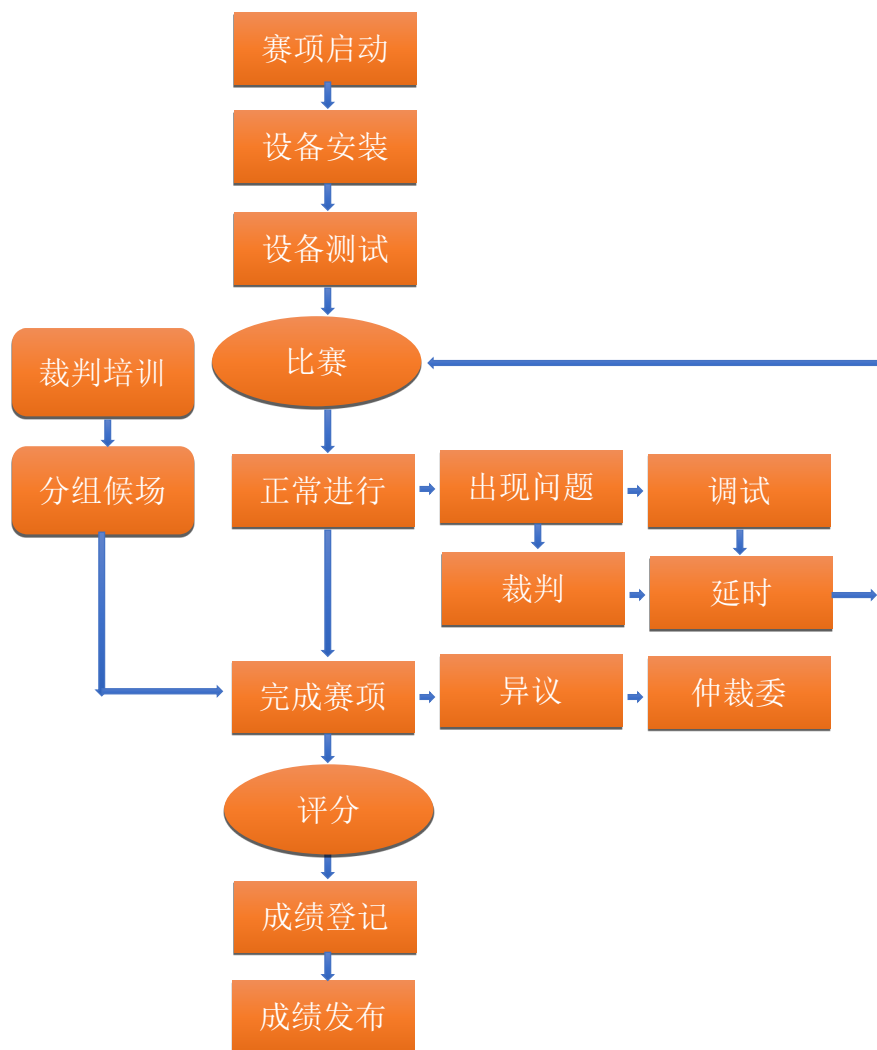 赛项启动
设备安装
设备测试
比赛
裁判培训
分组候场
正常进行
出现问题
调试
裁判
延时
完成赛项
异议
仲裁委
评分
成绩登记
成绩发布